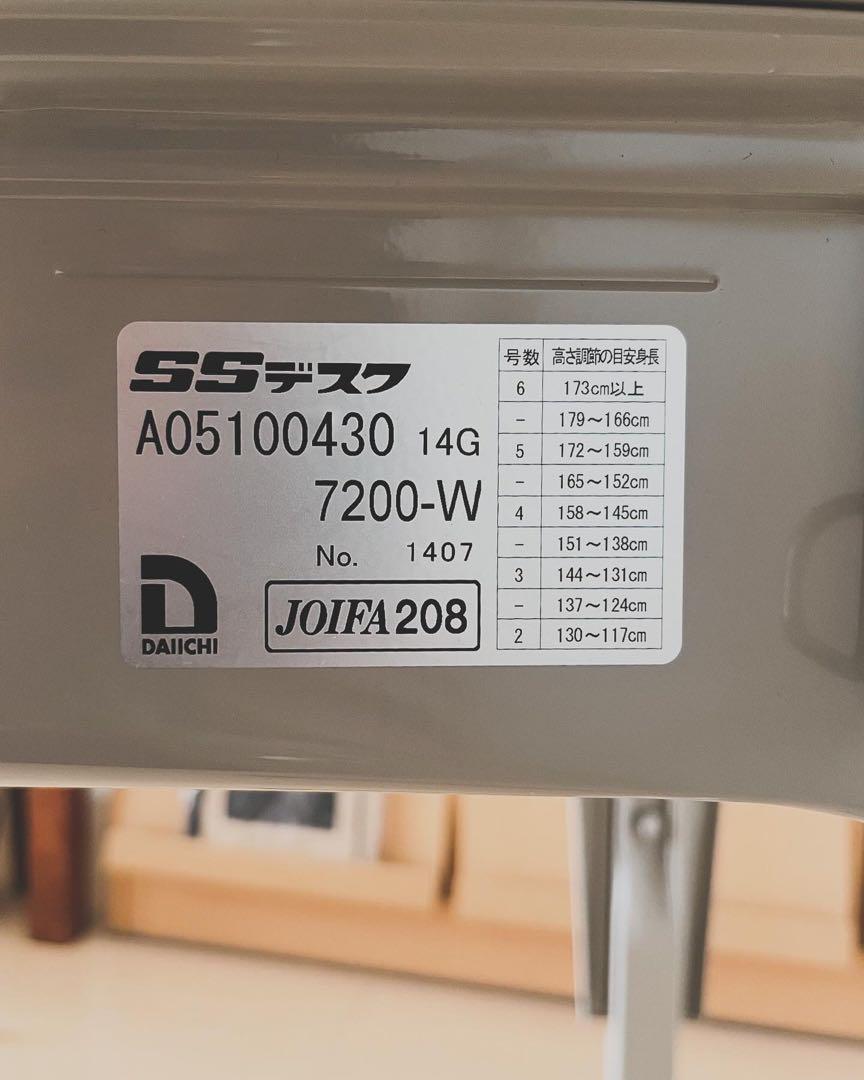 SSデスク
A05100430 14G
7200-W
No. 1407
DAIICHI
JOIFA208
号数 高さ調節の目安身長
6 173cm以上
- 179～166cm
5 172～159cm
- 165～152cm
4 158～145cm
- 151～138cm
3 144～131cm
- 137～124cm
2 130～117cm